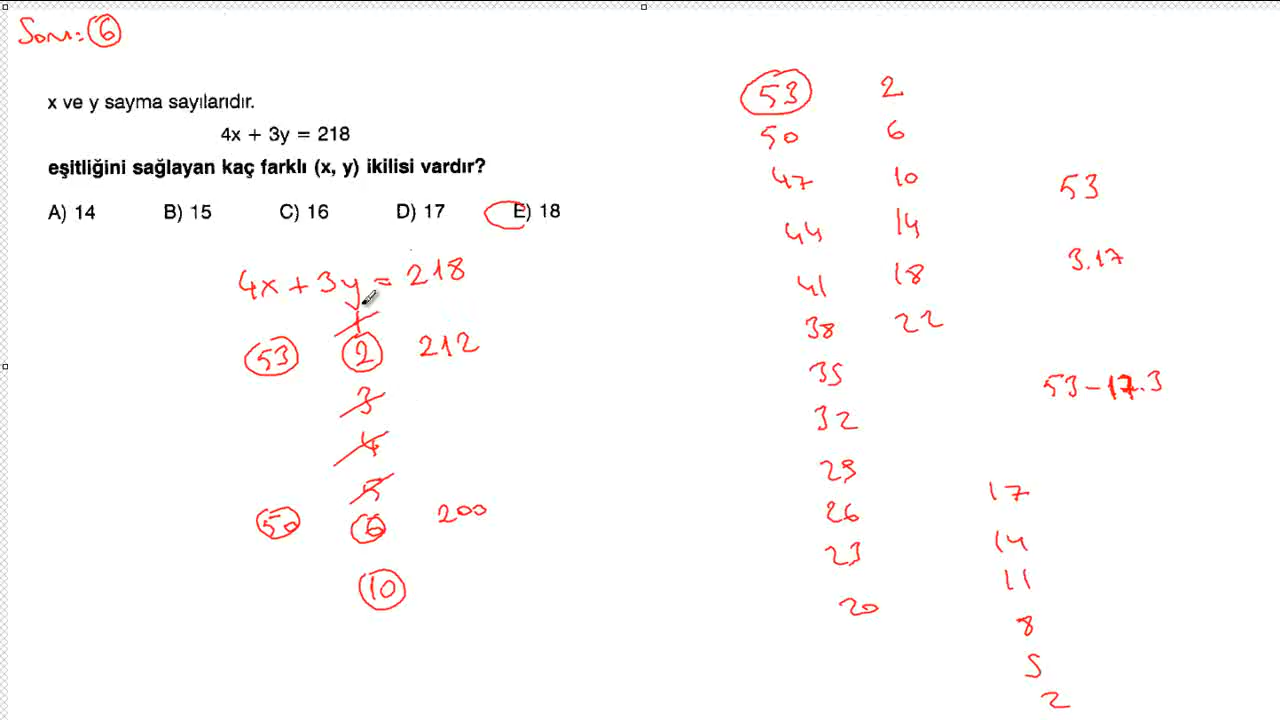 Soru: 6
x ve y sayma sayılarıdır.
4x + 3y = 218
eşitliğini sağlayan kaç farklı (x, y) ikilisi vardır?
A) 14 B) 15 C) 16 D) 17 E) 18
4x + 3y = 218
1
53 2 212
3
4
5
50 6 200
10
53 2
50 6
47 10
44 14
41 18
38 22
35
32
29
26
23
20
17
14
11
8
5
2
53
3.17
53 - 17.3